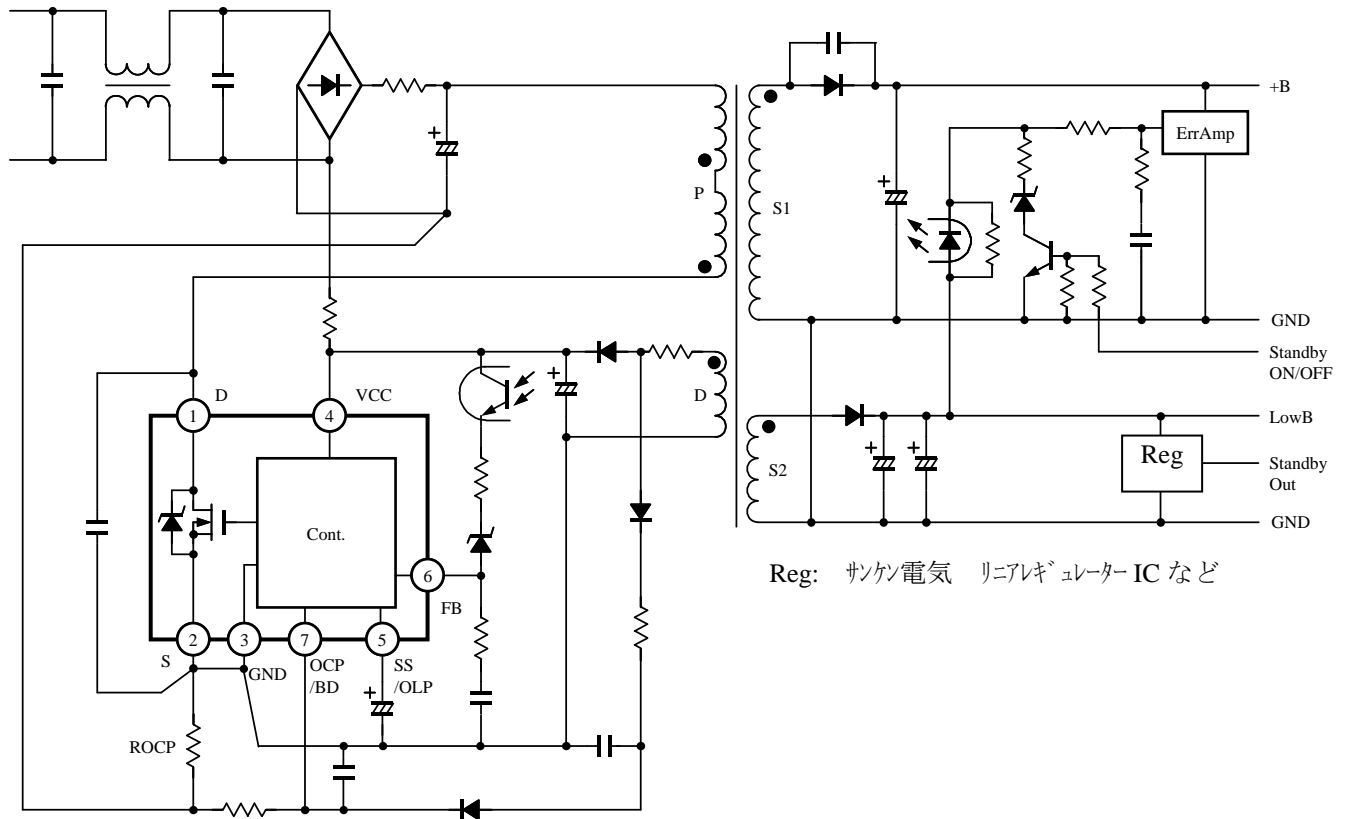 +B
ErrAmp
P
S1
GND
Standby
ON/OFF
D
VCC
D
1
4
LowB
S2
Reg
Standby
Out
Cont.
GND
6
FB
Reg: サンケン電気 リニアレギュレーター IC など
2
3
7
5
S
GND
OCP
/BD
SS
/OLP
ROCP